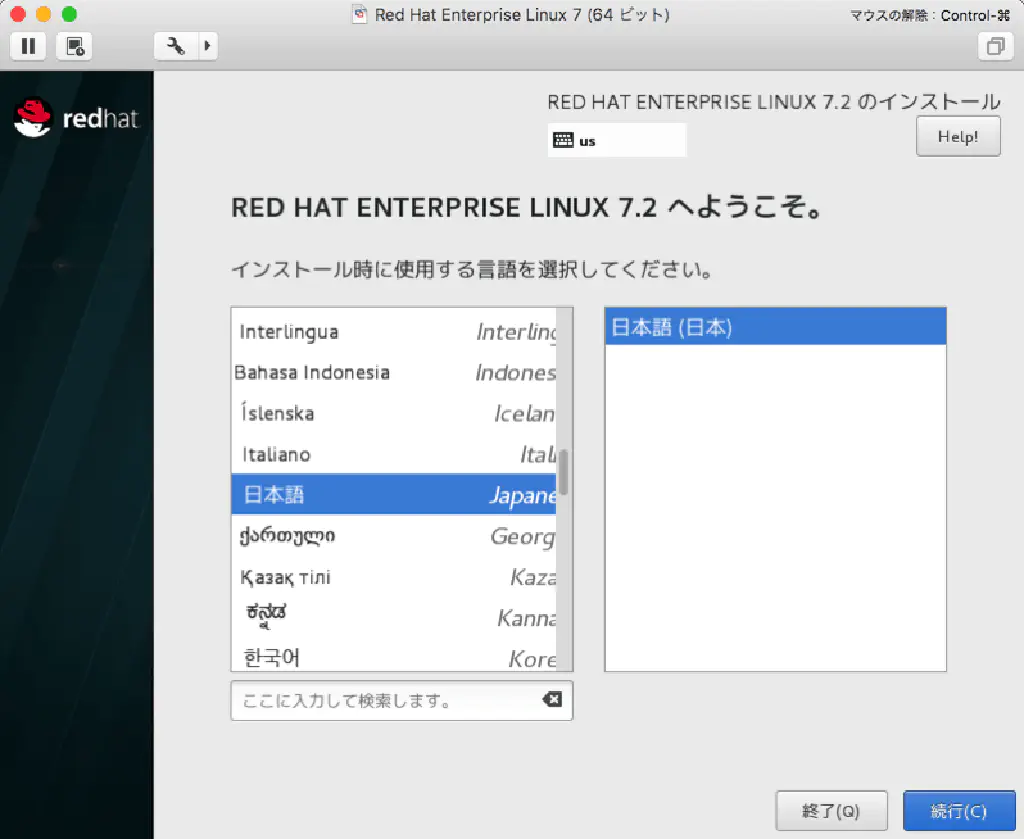 Red Hat Enterprise Linux 7 (64 ビット)
マウスの解除：Control-⌘
redhat.
RED HAT ENTERPRISE LINUX 7.2 のインストール
us
Help!
RED HAT ENTERPRISE LINUX 7.2 へようこそ。
インストール時に使用する言語を選択してください。
Interlingua Interling
Bahasa Indonesia Indones
Íslenska Icelan
Italiano Itali
日本語 Japane
ქართული Georg
Қазақ тілі Kaza
ಕನ್ನಡ Kanna
한국어 Kore
日本語 (日本)
ここに入力して検索します。
終了(Q)
続行(C)